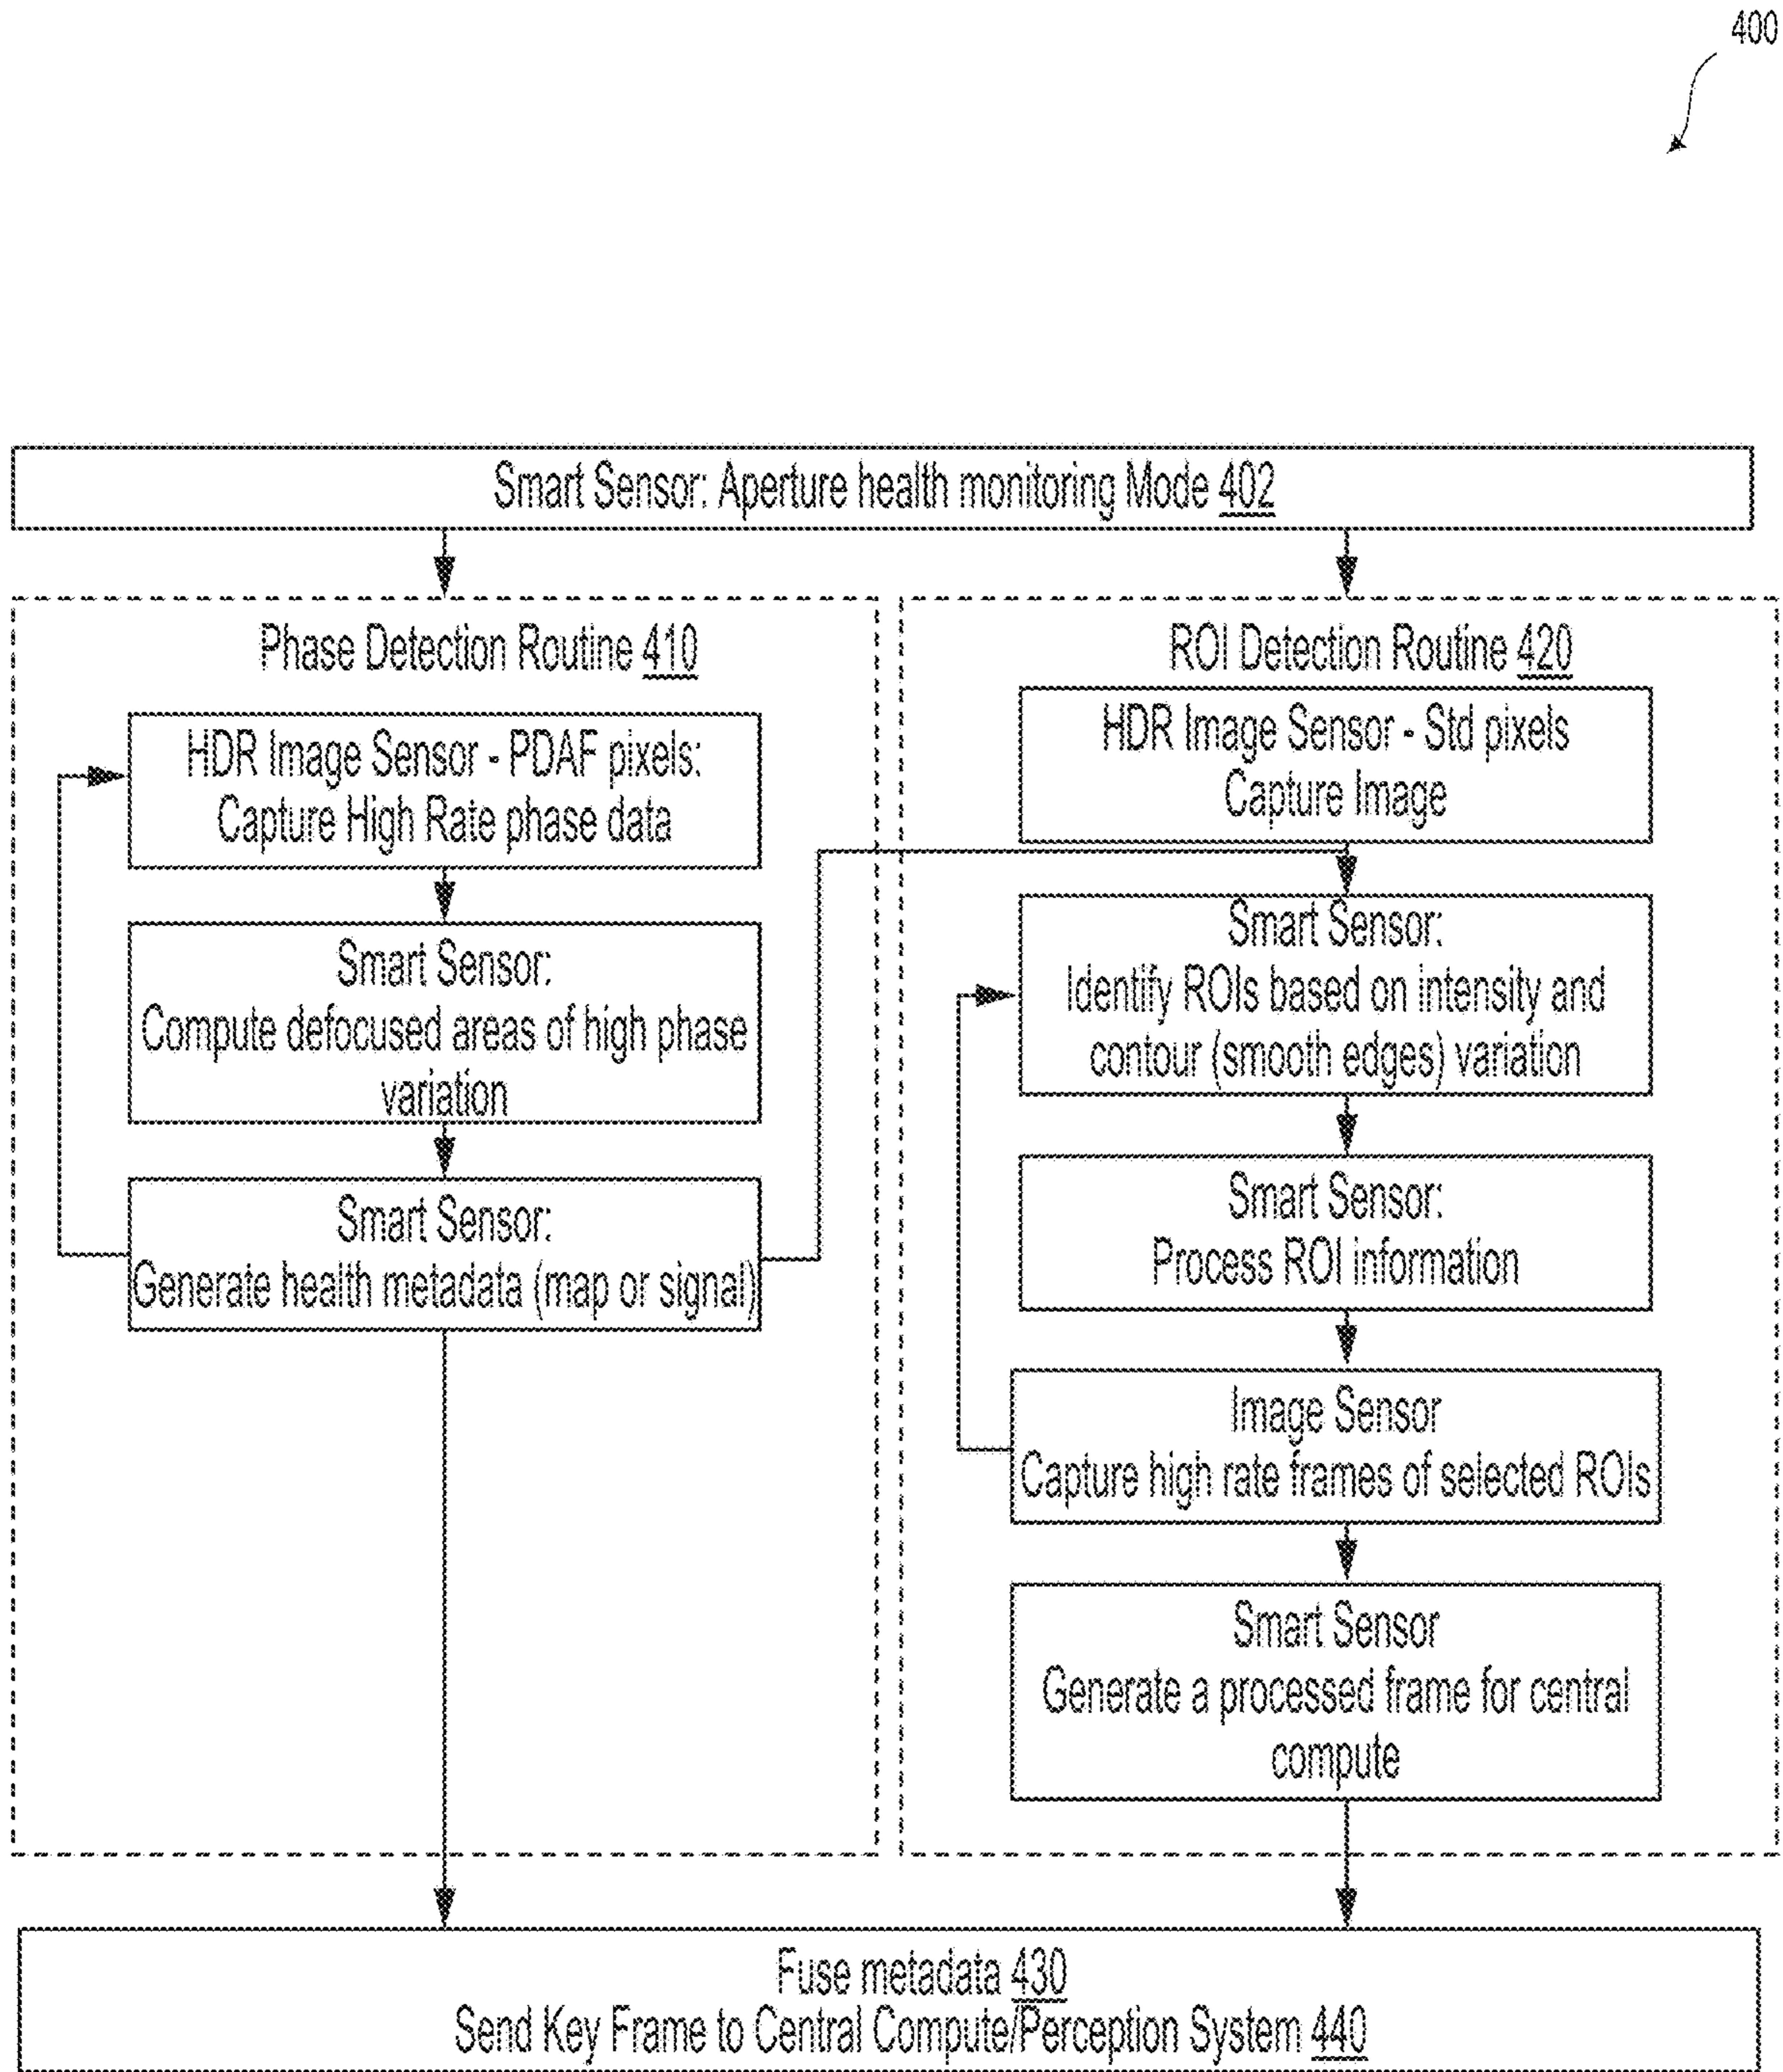 400
Smart Sensor: Aperture health monitoring Mode 402
Phase Detection Routine 410
HDR Image Sensor - PDAF pixels:
Capture High Rate phase data
Smart Sensor:
Compute defocused areas of high phase
variation
Smart Sensor:
Generate health metadata (map or signal)
ROI Detection Routine 420
HDR Image Sensor - Std pixels
Capture Image
Smart Sensor:
Identify ROIs based on intensity and
contour (smooth edges) variation
Smart Sensor:
Process ROI information
Image Sensor
Capture high rate frames of selected ROIs
Smart Sensor
Generate a processed frame for central
compute
Fuse metadata 430
Send Key Frame to Central Compute/Perception System 440